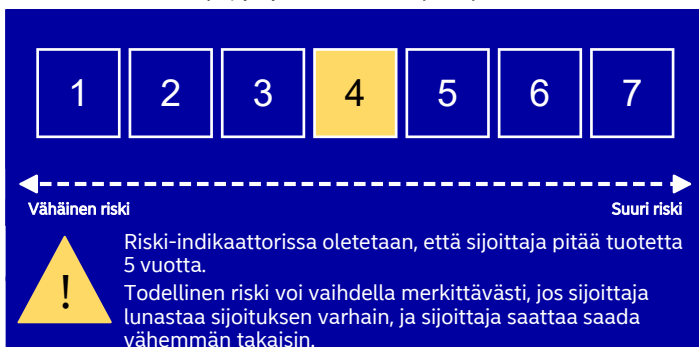 1 2 3 4 5 6 7
Vähäinen riski Suuri riski
Riski-indikaattorissa oletetaan, että sijoittaja pitää tuotetta
5 vuotta.
! Todellinen riski voi vaihdella merkittävästi, jos sijoittaja
lunastaa sijoituksen varhain, ja sijoittaja saattaa saada
vähemmän takaisin.